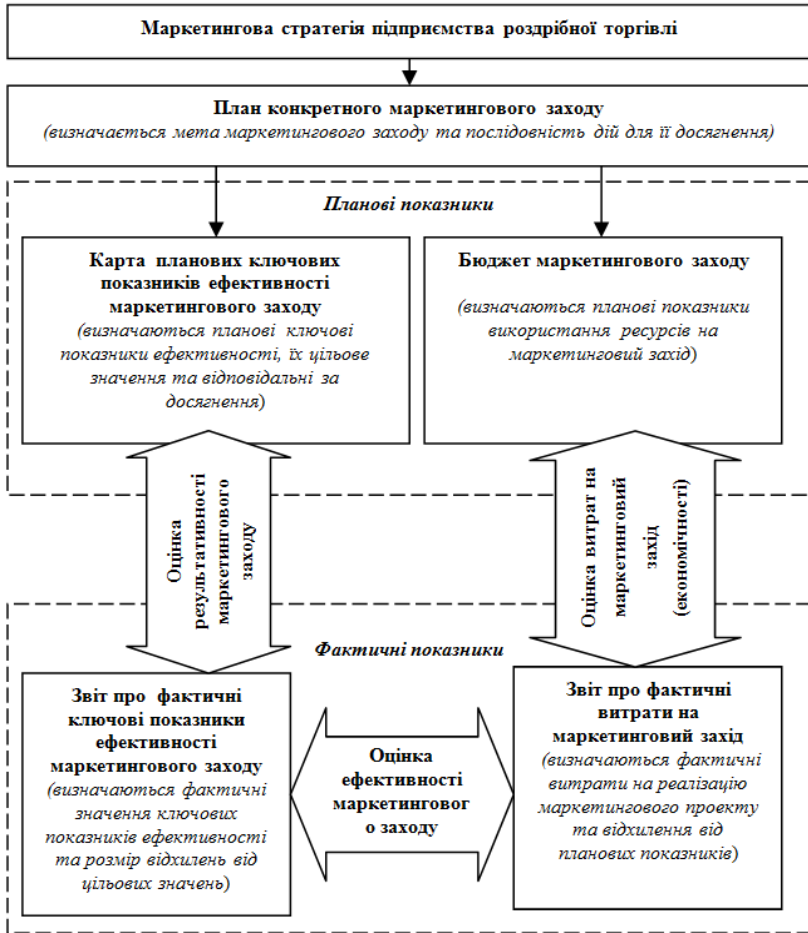 Маркетингова стратегія підприємства роздрібної торгівлі
План конкретного маркетингового заходу
(визначається мета маркетингового заходу та послідовність дій для її досягнення)
Планові показники
Карта планових ключових
показників ефективності
маркетингового заходу
(визначаються планові ключові
показники ефективності, їх цільове
значення та відповідальні за
досягнення)
Бюджет маркетингового заходу
(визначаються планові показники
використання ресурсів на
маркетинговий захід)
Оцінка
результативності
маркетингового
заходу
Оцінка витрат на
маркетинговий
захід
(економічності)
Фактичні показники
Звіт про фактичні
ключові показники
ефективності
маркетингового заходу
(визначаються фактичні
значення ключових
показників ефективності
та розмір відхилень від
цільових значень)
Оцінка
ефективності
маркетинговог
о заходу
Звіт про фактичні
витрати на
маркетинговий захід
(визначаються фактичні
витрати на реалізацію
маркетингового проекту
та відхилення від
планових показників)